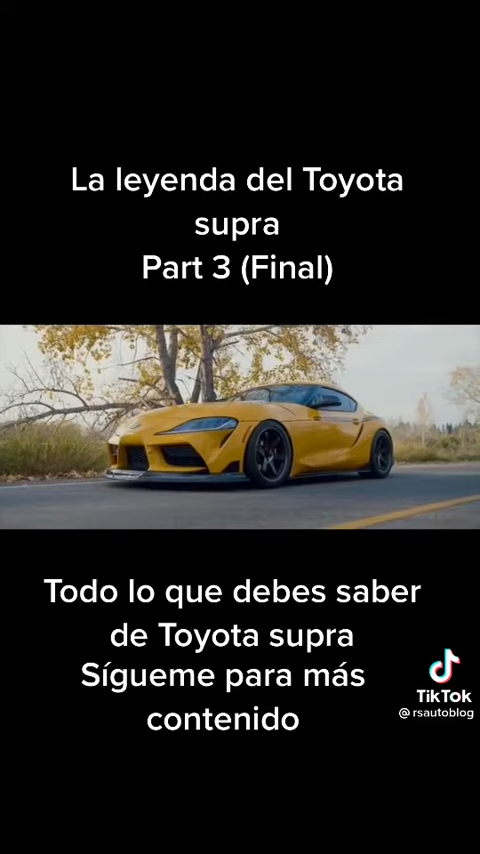 La leyenda del Toyota
supra
Part 3 (Final)
Todo lo que debes saber
de Toyota supra
Sígueme para más
contenido
TikTok
@rsautoblog